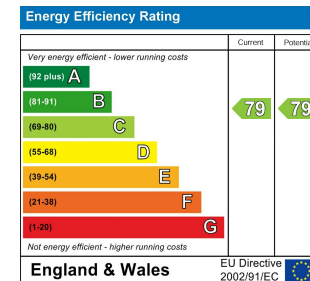 Energy Efficiency Rating
Current Potentia
Very energy efficient - lower running costs
(92 plus) A
(81-91) B
79 79
(69-80) C
(55-68) D
(39-54) E
(21-38) F
(1-20) G
Not energy efficient - higher running costs
England & Wales
EU Directive
2002/91/EC